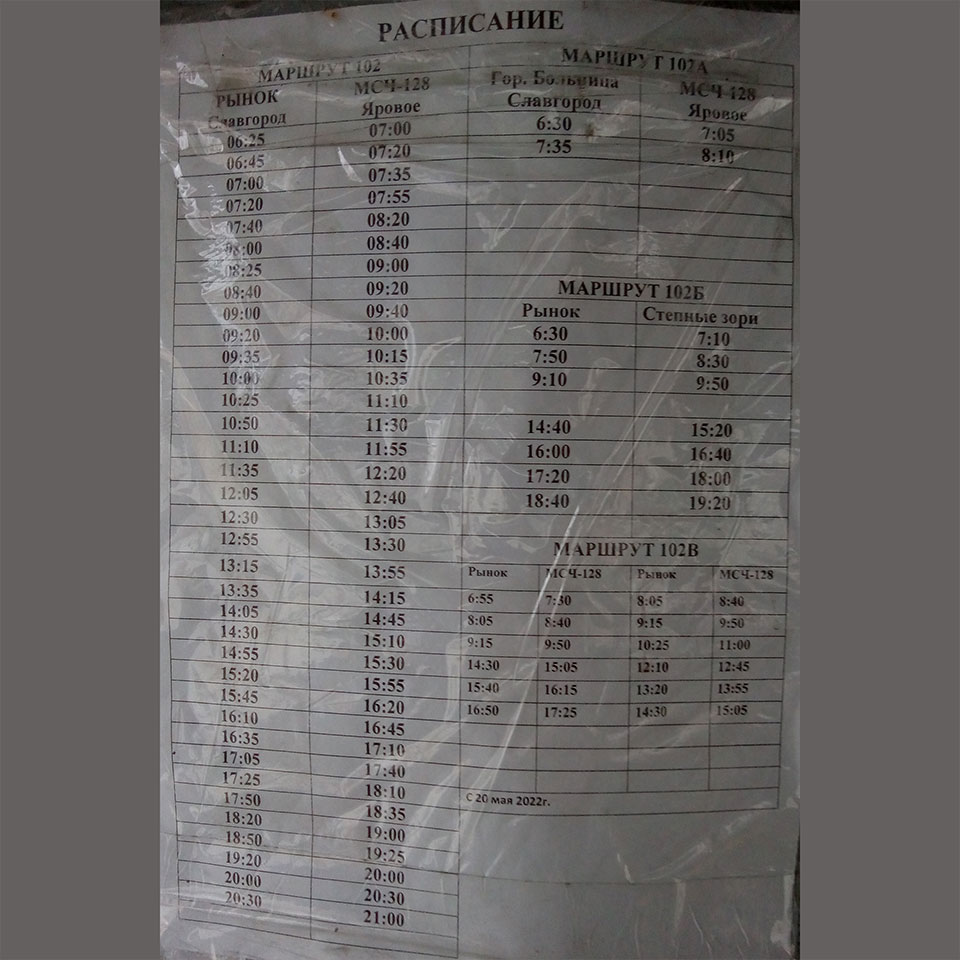 РАСПИСАНИЕ
МАРШРУТ 102
РЫНОК Славгород МСЧ-128 Яровое
06:25 07:00
06:45 07:20
07:00 07:35
07:20 07:55
07:40 08:20
08:00 08:40
08:25 09:00
08:40 09:20
09:00 09:40
09:20 10:00
09:35 10:15
10:00 10:35
10:25 11:10
10:50 11:30
11:10 11:55
11:35 12:20
12:05 12:40
12:30 13:05
12:55 13:30
13:15 13:55
13:35 14:15
14:05 14:45
14:30 15:10
14:55 15:30
15:20 15:55
15:45 16:20
16:10 16:45
16:35 17:10
17:05 17:40
17:25 18:10
17:50 18:35
18:20 19:00
18:50 19:25
19:20 20:00
20:00 20:30
20:30 21:00
МАРШРУТ 102А
Гор. Больница Славгород МСЧ-128 Яровое
6:30 7:05
7:35 8:10
МАРШРУТ 102Б
Рынок Степные зори
6:30 7:10
7:50 8:30
9:10 9:50
14:40 15:20
16:00 16:40
17:20 18:00
18:40 19:20
МАРШРУТ 102В
Рынок МСЧ-128 Рынок МСЧ-128
6:55 7:30 8:05 8:40
8:05 8:40 9:15 9:50
9:15 9:50 10:25 11:00
14:30 15:05 12:10 12:45
15:40 16:15 13:20 13:55
16:50 17:25 14:30 15:05
С 20 мая 2022г.